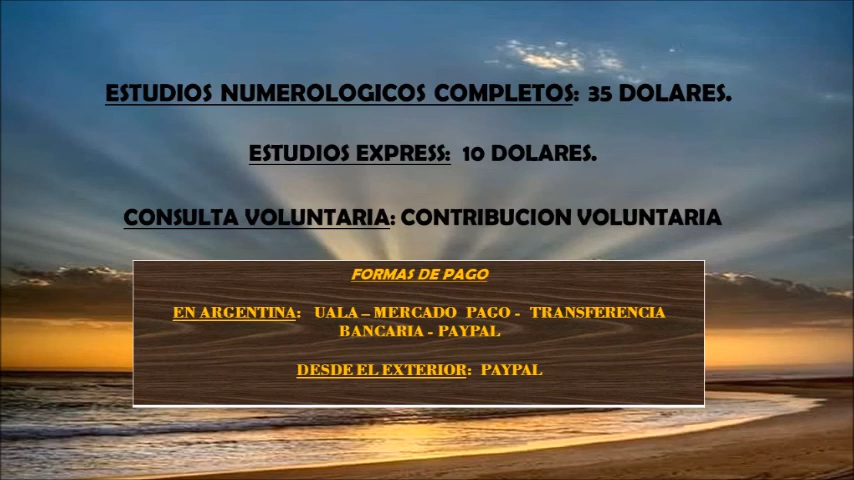 ESTUDIOS NUMEROLOGICOS COMPLETOS: 35 DOLARES.
ESTUDIOS EXPRESS: 10 DOLARES.
CONSULTA VOLUNTARIA: CONTRIBUCION VOLUNTARIA
FORMAS DE PAGO
EN ARGENTINA: UALA – MERCADO PAGO - TRANSFERENCIA
BANCARIA - PAYPAL
DESDE EL EXTERIOR: PAYPAL